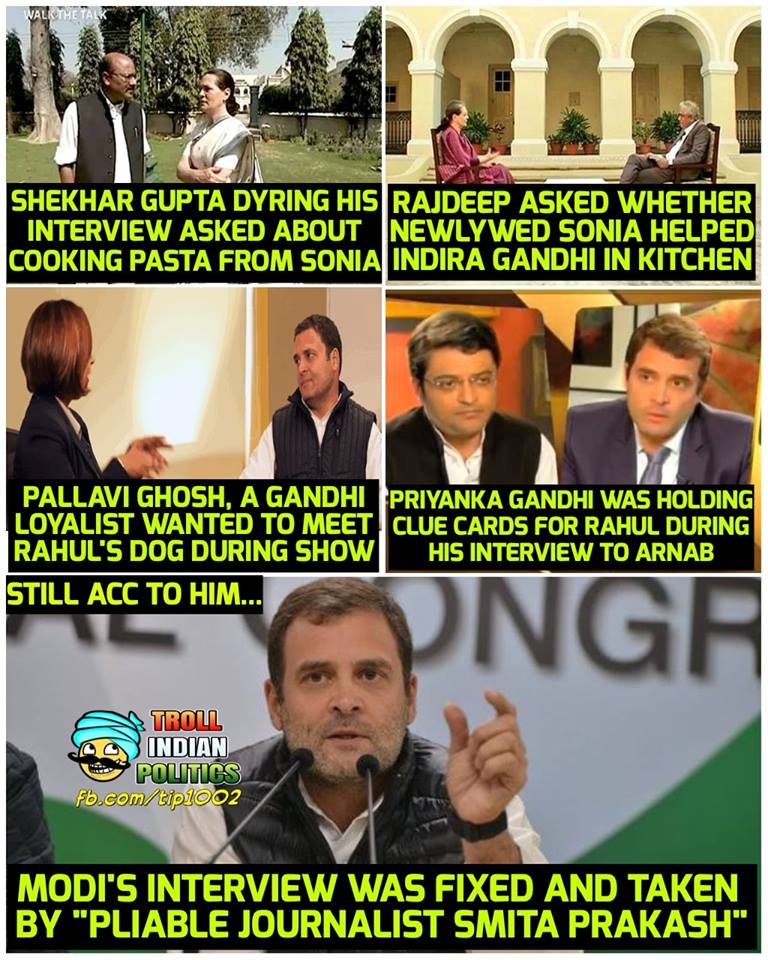 WALK THE TALK
SHEKHAR GUPTA DYRING HIS
INTERVIEW ASKED ABOUT
COOKING PASTA FROM SONIA
RAJDEEP ASKED WHETHER
NEWLYWED SONIA HELPED
INDIRA GANDHI IN KITCHEN
PALLAVI GHOSH, A GANDHI
LOYALIST WANTED TO MEET
RAHUL'S DOG DURING SHOW
PRIYANKA GANDHI WAS HOLDING
CLUE CARDS FOR RAHUL DURING
HIS INTERVIEW TO ARNAB
STILL ACC TO HIM...
AL CONGR
TROLL
INDIAN
POLITICS
fb.com/tip1002
MODI'S INTERVIEW WAS FIXED AND TAKEN
BY "PLIABLE JOURNALIST SMITA PRAKASH"